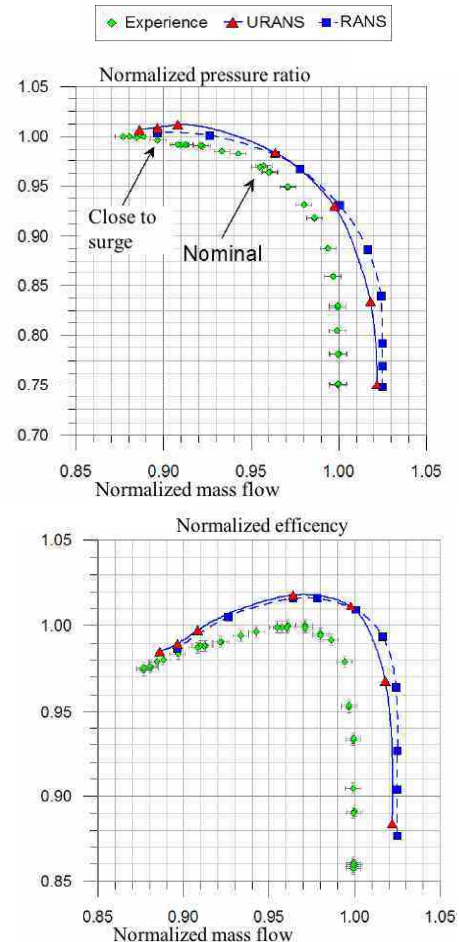 Experience URANS RANS
Normalized pressure ratio
1.05
1.00
0.95
0.90
0.85
0.80
0.75
0.70
Close to
surge
Nominal
0.85 0.90 0.95 1.00 1.05
Normalized mass flow
Normalized efficency
1.05
1.00
0.95
0.90
0.85
0.85 0.90 0.95 1.00 1.05
Normalized mass flow